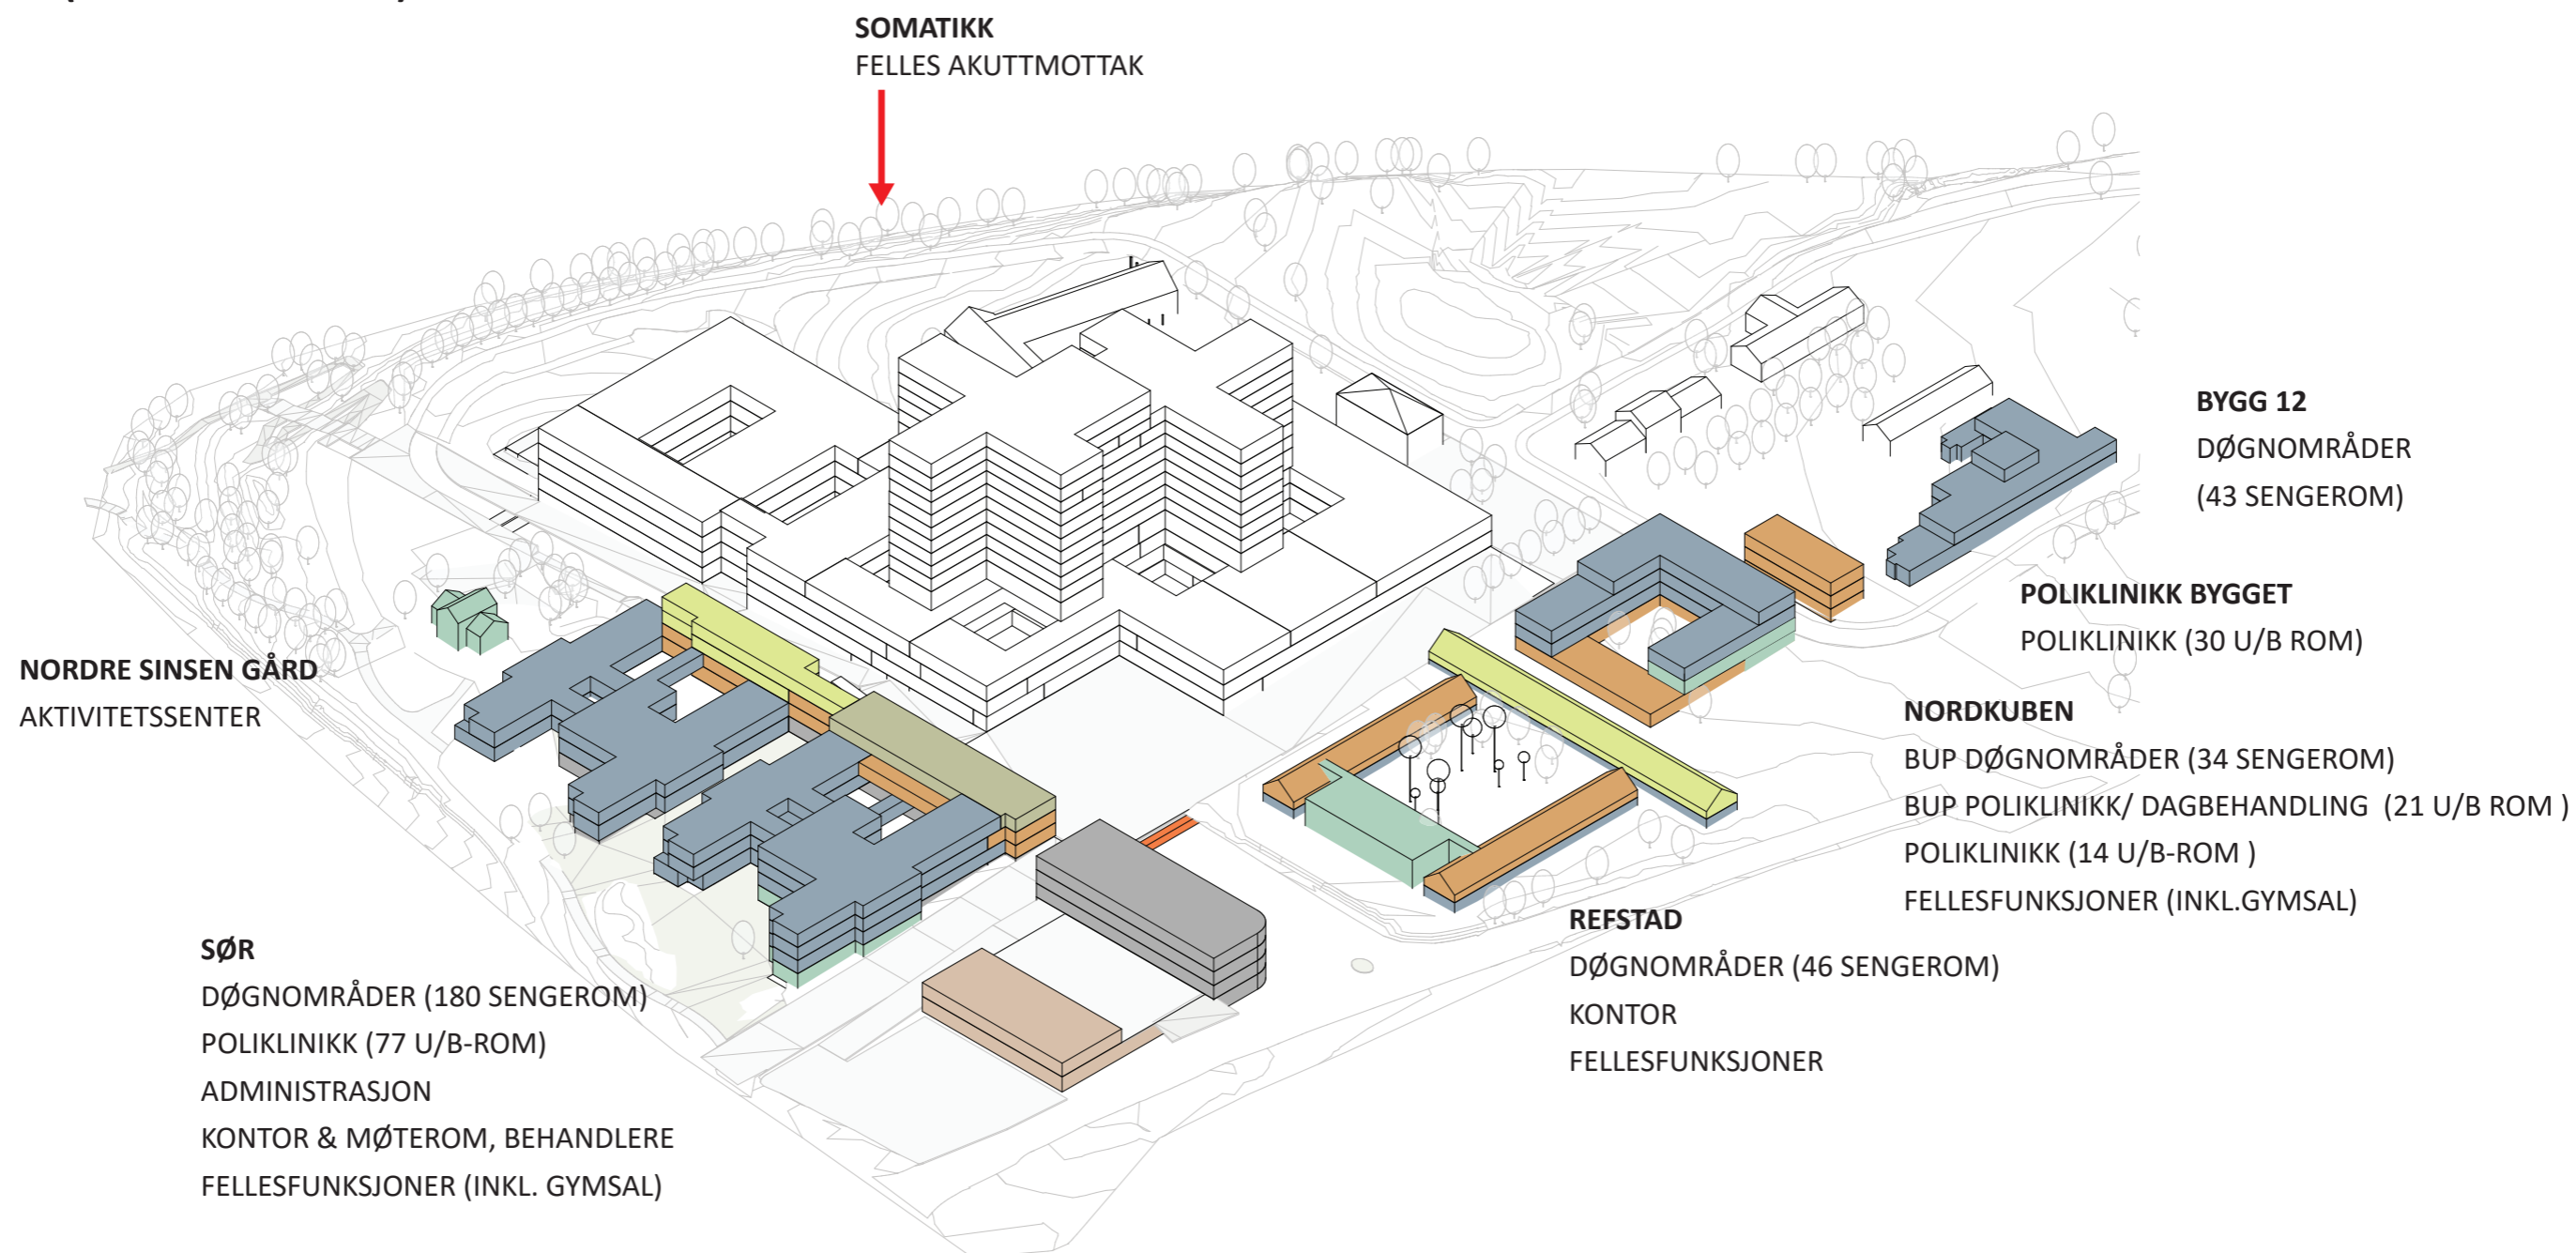 SOMATIKK
FELLES AKUTTMOTTAK
BYGG 12
DØGNOMRÅDER
(43 SENGEROM)
POLIKLINIKK BYGGET
POLIKLINIKK (30 U/B ROM)
NORDRE SINSEN GÅRD
AKTIVITETSSENTER
NORDKUBEN
BUP DØGNOMRÅDER (34 SENGEROM)
BUP POLIKLINIKK/ DAGBEHANDLING (21 U/B ROM )
POLIKLINIKK (14 U/B-ROM )
FELLESFUNKSJONER (INKL.GYMSAL)
REFSTAD
DØGNOMRÅDER (46 SENGEROM)
KONTOR
FELLESFUNKSJONER
SØR
DØGNOMRÅDER (180 SENGEROM)
POLIKLINIKK (77 U/B-ROM)
ADMINISTRASJON
KONTOR & MØTEROM, BEHANDLERE
FELLESFUNKSJONER (INKL. GYMSAL)